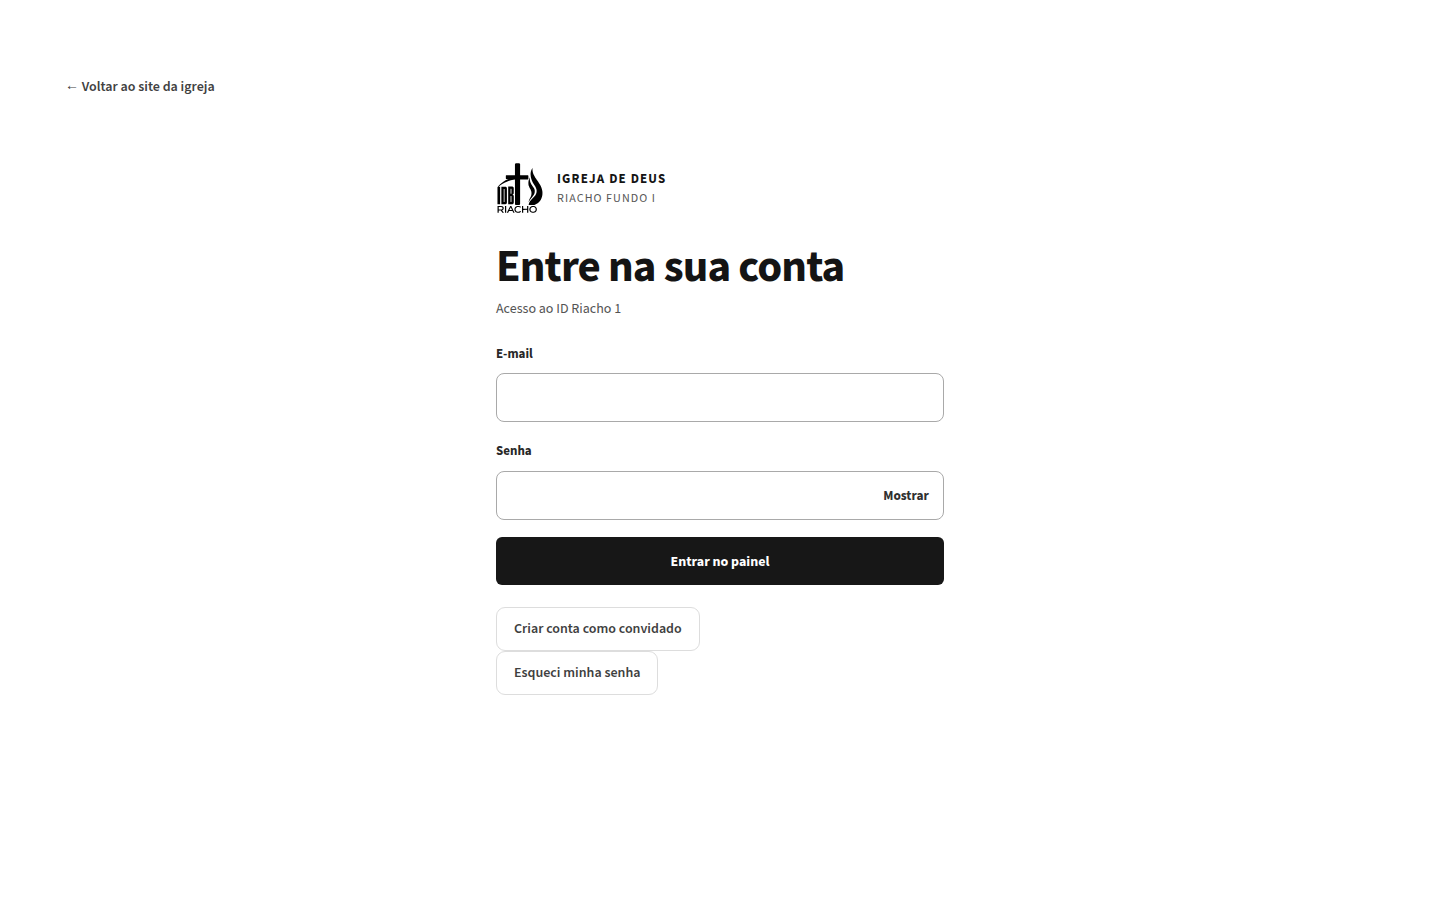 ← Voltar ao site da igreja
IDB
RIACHO
IGREJA DE DEUS
RIACHO FUNDO I
Entre na sua conta
Acesso ao ID Riacho 1
E-mail
Senha
Mostrar
Entrar no painel
Criar conta como convidado
Esqueci minha senha